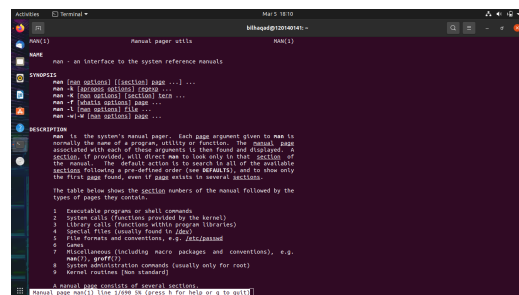 Activities Terminal Mar 5 18:10
bilhaqad@120140141: ~
MAN(1) Manual pager utils MAN(1)
NAME
man - an interface to the system reference manuals
SYNOPSIS
man [man options] [[section] page ...] ...
man -k [apropos options] regexp ...
man -K [man options] [section] term ...
man -f [whatis options] page ...
man -l [man options] file ...
man -w|-W [man options] page ...
DESCRIPTION
man is the system's manual pager. Each page argument given to man is
normally the name of a program, utility or function. The manual page
associated with each of these arguments is then found and displayed. A
section, if provided, will direct man to look only in that section of
the manual. The default action is to search in all of the available
sections following a pre-defined order (see DEFAULTS), and to show only
the first page found, even if page exists in several sections.
The table below shows the section numbers of the manual followed by the
types of pages they contain.
1 Executable programs or shell commands
2 System calls (functions provided by the kernel)
3 Library calls (functions within program libraries)
4 Special files (usually found in /dev)
5 File formats and conventions, e.g. /etc/passwd
6 Games
7 Miscellaneous (including macro packages and conventions), e.g.
man(7), groff(7)
8 System administration commands (usually only for root)
9 Kernel routines [Non standard]
A manual page consists of several sections.
Manual page man(1) line 1/690 5% (press h for help or q to quit)